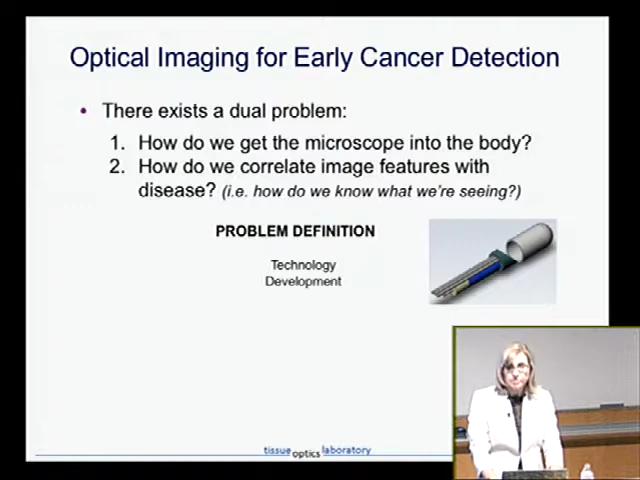 Optical Imaging for Early Cancer Detection
• There exists a dual problem:
1. How do we get the microscope into the body?
2. How do we correlate image features with
disease? (i.e. how do we know what we're seeing?)
PROBLEM DEFINITION
Technology
Development
tissue optics laboratory